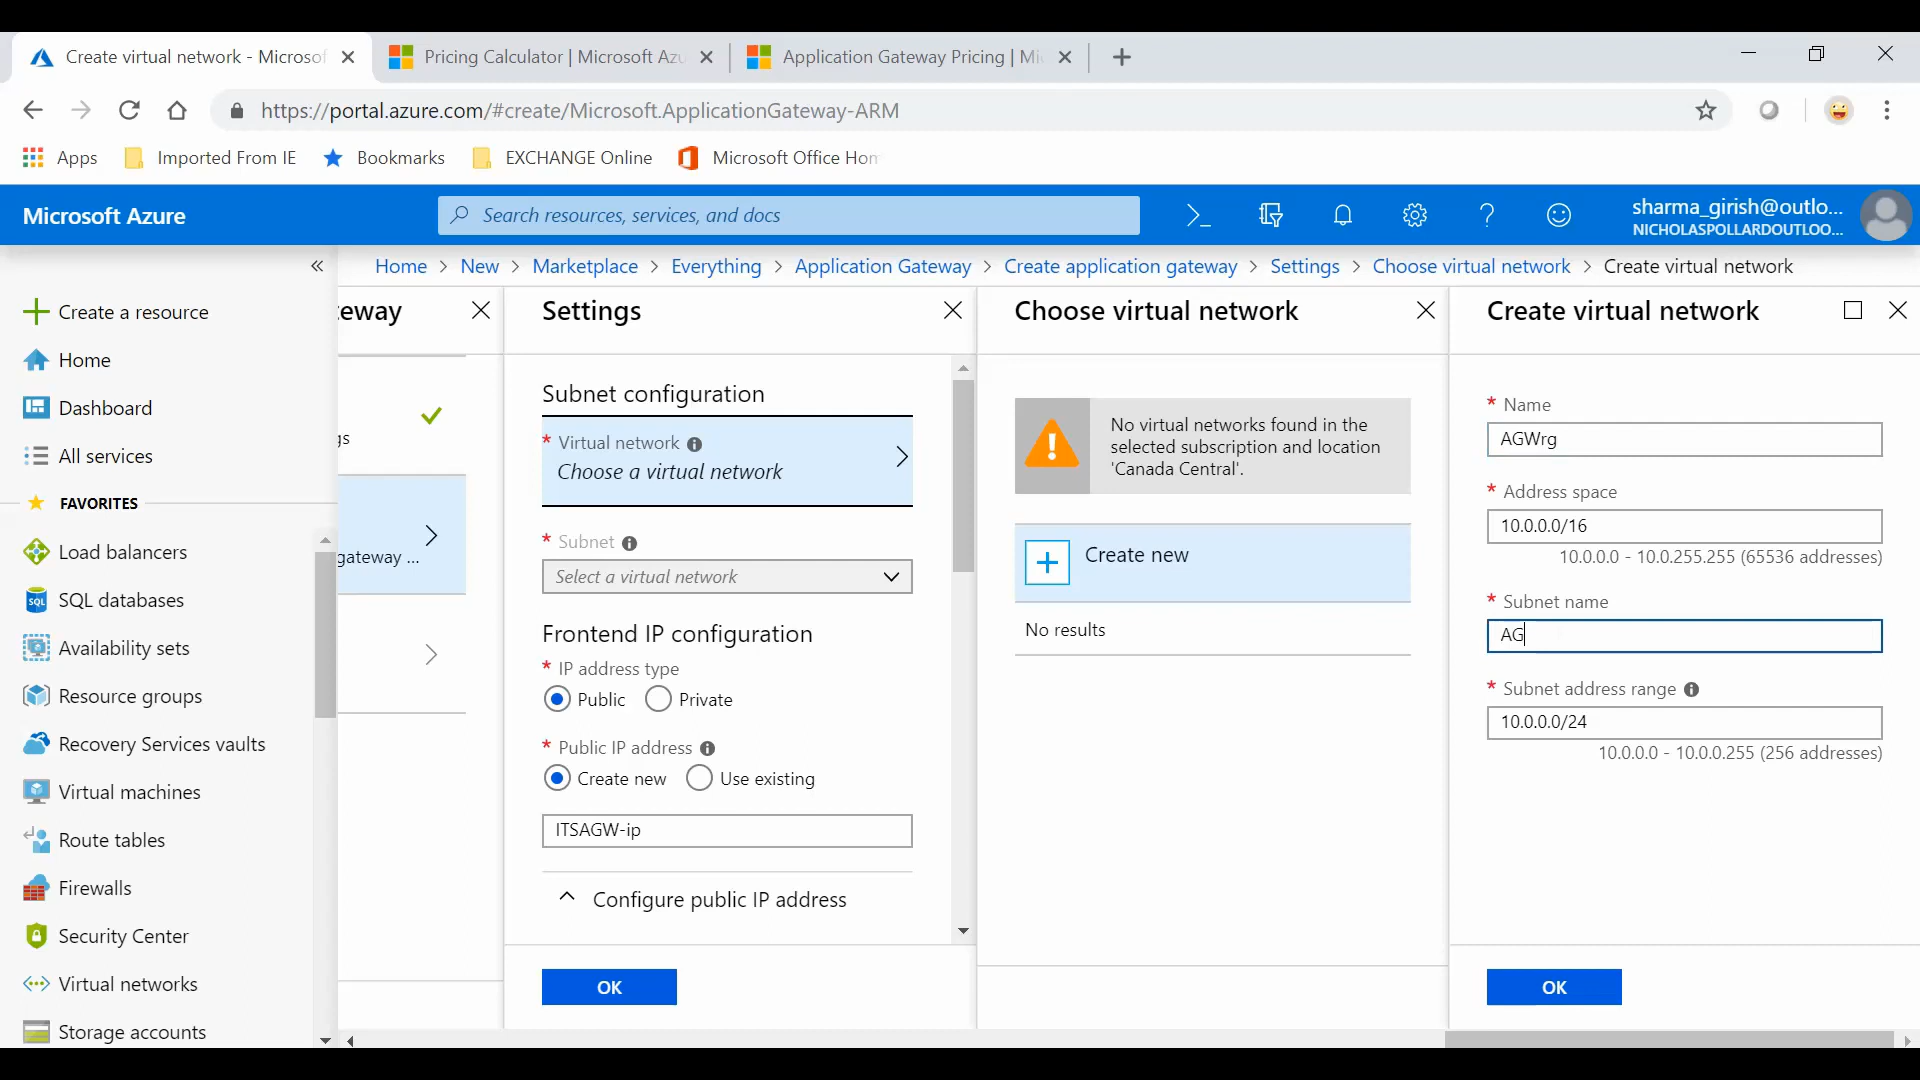 Create virtual network - Microsof
Pricing Calculator | Microsoft Azu
Application Gateway Pricing | Mi
https://portal.azure.com/#create/Microsoft.ApplicationGateway-ARM
Apps
Imported From IE
Bookmarks
EXCHANGE Online
Microsoft Office Hom
Microsoft Azure
Search resources, services, and docs
sharma_girish@outlo...
NICHOLASPOLLARDOUTLOO...
Home > New > Marketplace > Everything > Application Gateway > Create application gateway > Settings > Choose virtual network > Create virtual network
Create a resource
Home
Dashboard
All services
FAVORITES
Load balancers
SQL
SQL databases
Availability sets
Resource groups
Recovery Services vaults
Virtual machines
Route tables
Firewalls
Security Center
Virtual networks
Storage accounts
eway
gs
gateway ...
Settings
Subnet configuration
* Virtual network
Choose a virtual network
* Subnet
Select a virtual network
Frontend IP configuration
* IP address type
Public Private
* Public IP address
Create new Use existing
ITSAGW-ip
Configure public IP address
OK
Choose virtual network
No virtual networks found in the
selected subscription and location
'Canada Central'.
Create new
No results
Create virtual network
* Name
AGWrg
* Address space
10.0.0.0/16
10.0.0.0 - 10.0.255.255 (65536 addresses)
* Subnet name
AG
* Subnet address range
10.0.0.0/24
10.0.0.0 - 10.0.0.255 (256 addresses)
OK